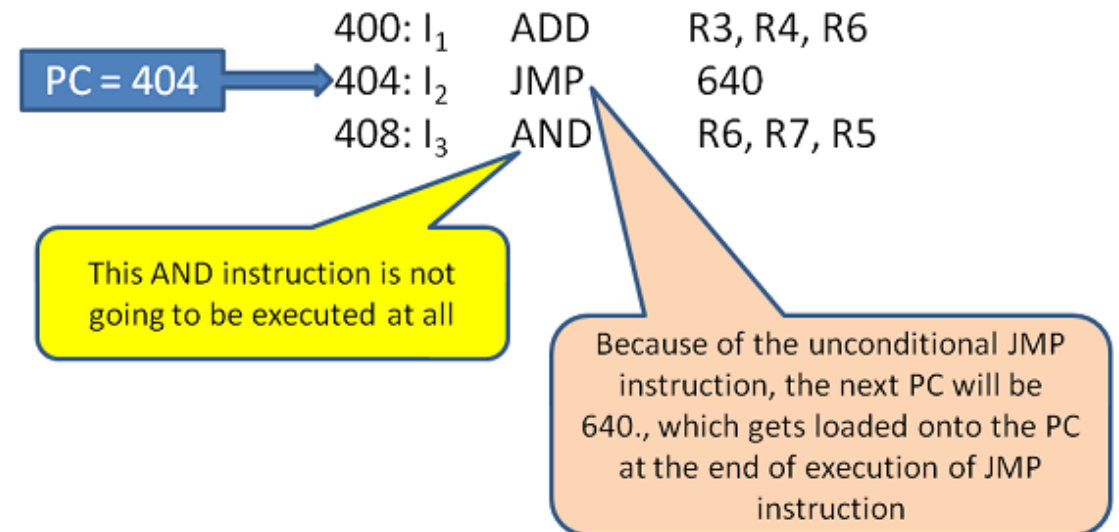 400: I₁ ADD R3, R4, R6
PC = 404
404: I₂ JMP 640
408: I₃ AND R6, R7, R5
This AND instruction is not
going to be executed at all
Because of the unconditional JMP
instruction, the next PC will be
640., which gets loaded onto the PC
at the end of execution of JMP
instruction